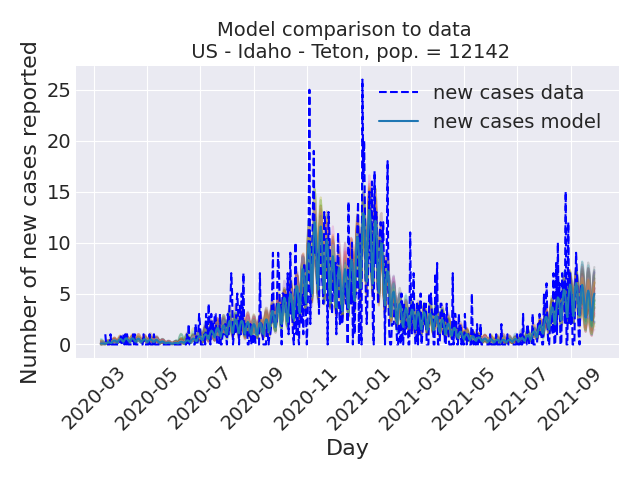 Model comparison to data
US - Idaho - Teton, pop. = 12142
Number of new cases reported
25
20
15
10
5
0
new cases data
new cases model
2020-03
2020-05
2020-07
2020-09
2020-11
2021-01
2021-03
2021-05
2021-07
2021-09
Day